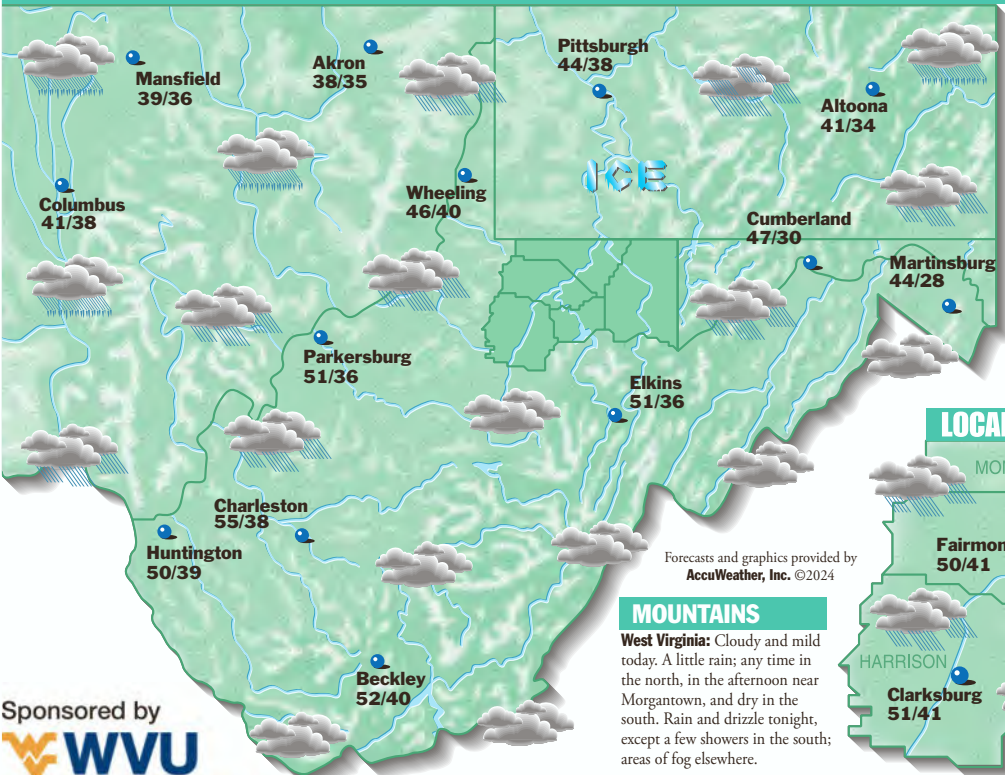 Mansfield
39/36
Akron
38/35
Pittsburgh
44/38
Altoona
41/34
Columbus
41/38
Wheeling
46/40
ICE
Cumberland
47/30
Martinsburg
44/28
Parkersburg
51/36
Elkins
51/36
Charleston
55/38
Huntington
50/39
Beckley
52/40
Forecasts and graphics provided by
AccuWeather, Inc. ©2024
MOUNTAINS
West Virginia: Cloudy and mild
today. A little rain; any time in
the north, in the afternoon near
Morgantown, and dry in the
south. Rain and drizzle tonight,
except a few showers in the south;
areas of fog elsewhere.
LOCA
MO
Fairmon
50/41
HARRISON
Clarksburg
51/41
Sponsored by
WVU